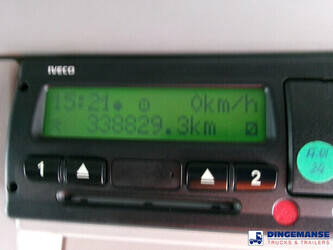 IVECO
15:21 0km/h
338829.3km
1 2
DINGEMANSE
TRUCKS & TRAILERS